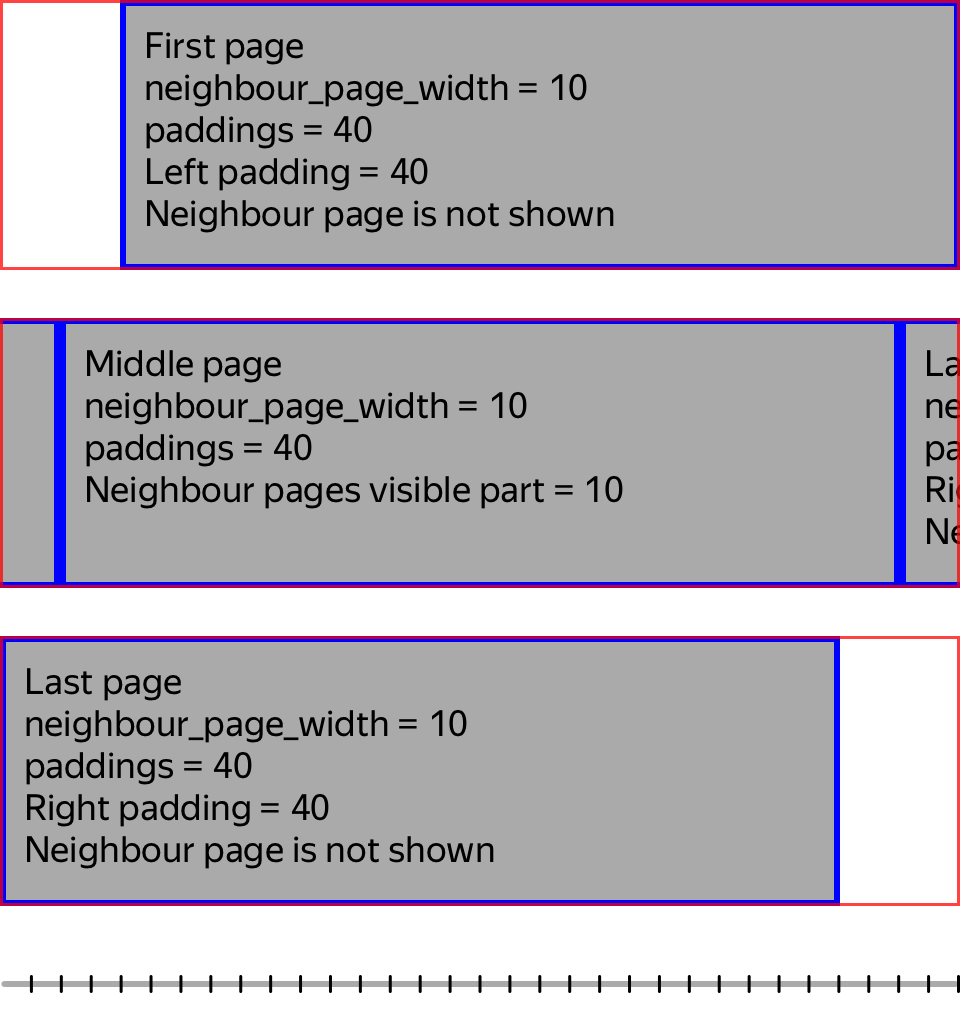 First page
neighbour_page_width = 10
paddings = 40
Left padding = 40
Neighbour page is not shown
Middle page
neighbour_page_width = 10
paddings = 40
Neighbour pages visible part = 10
La
ne
pa
Ri
Ne
Last page
neighbour_page_width = 10
paddings = 40
Right padding = 40
Neighbour page is not shown